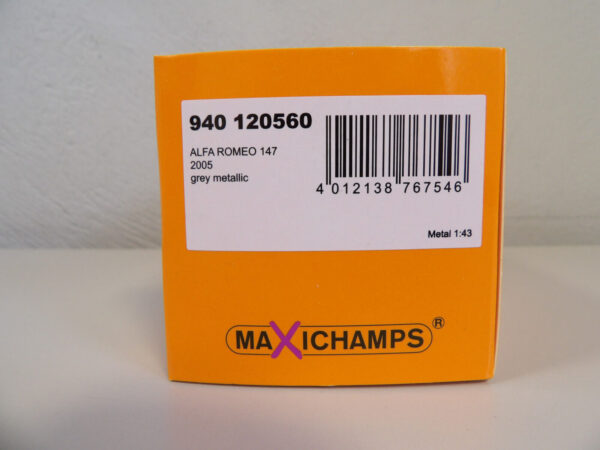 940 120560
ALFA ROMEO 147
2005
grey metallic
4 012138 767546
Metal 1:43
MAXICHAMPS®